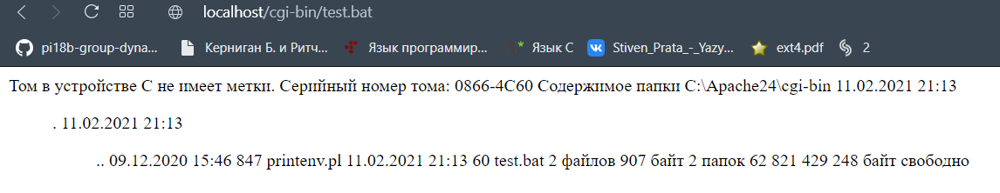 localhost/cgi-bin/test.bat
pi18b-group-dyna... Керниган Б. и Ритч... Язык программир... Язык С Stiven_Prata_-_Yazy... ext4.pdf 2
Том в устройстве C не имеет метки. Серийный номер тома: 0866-4C60 Содержимое папки C:\Apache24\cgi-bin 11.02.2021 21:13
. 11.02.2021 21:13
.. 09.12.2020 15:46 847 printenv.pl 11.02.2021 21:13 60 test.bat 2 файлов 907 байт 2 папок 62 821 429 248 байт свободно